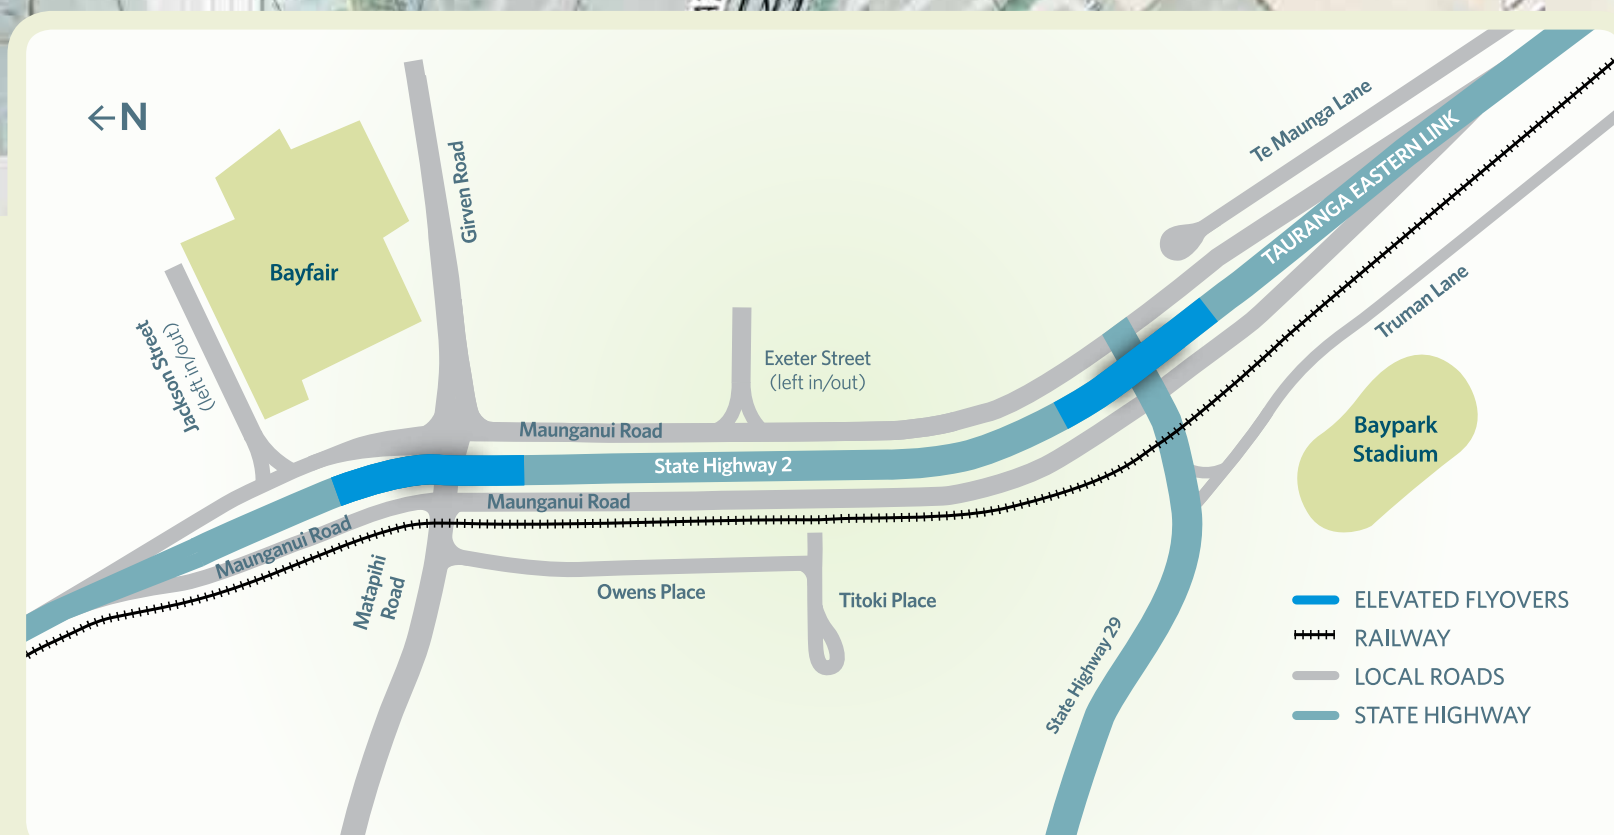 N
Te Maunga Lane
TAURANGA EASTERN LINK
Girven Road
Bayfair
Truman Lane
Jackson Street
(left in/out)
Exeter Street
(left in/out)
Maunganui Road
State Highway 2
Maunganui Road
Maunganui Road
Baypark
Stadium
Matapihi
Road
Owens Place
Titoki Place
State Highway 29
ELEVATED FLYOVERS
RAILWAY
LOCAL ROADS
STATE HIGHWAY